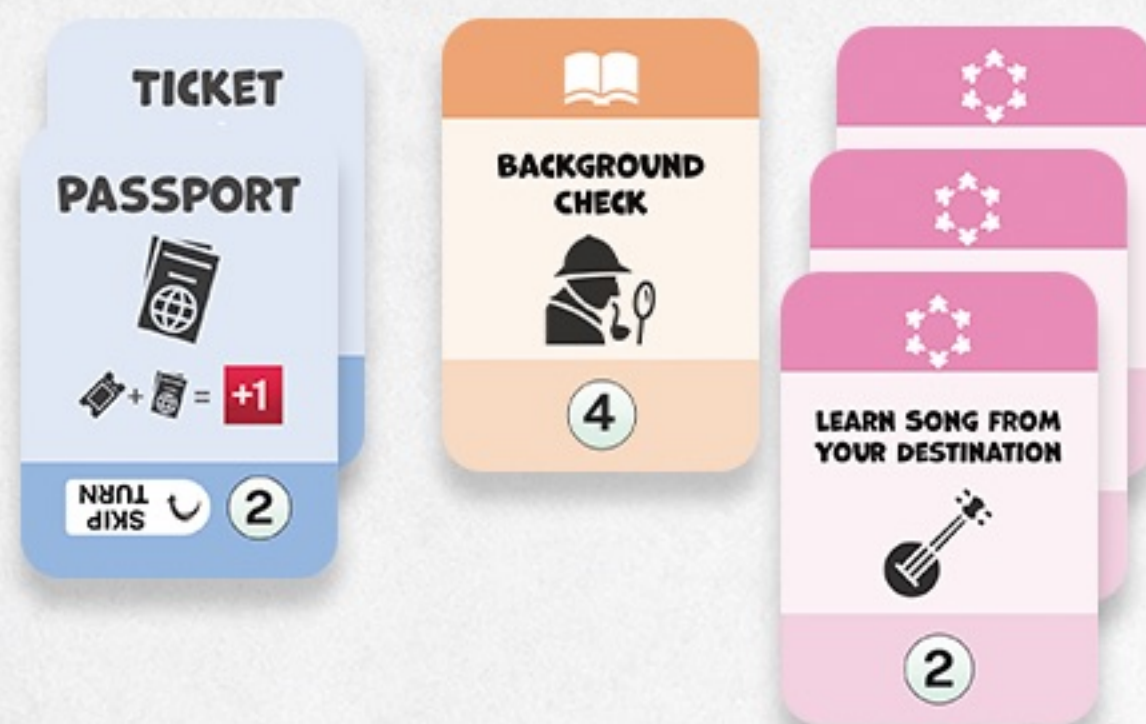 TICKET
PASSPORT
+ = +1
SKIP
TURN
2
BACKGROUND
CHECK
4
LEARN SONG FROM
YOUR DESTINATION
2